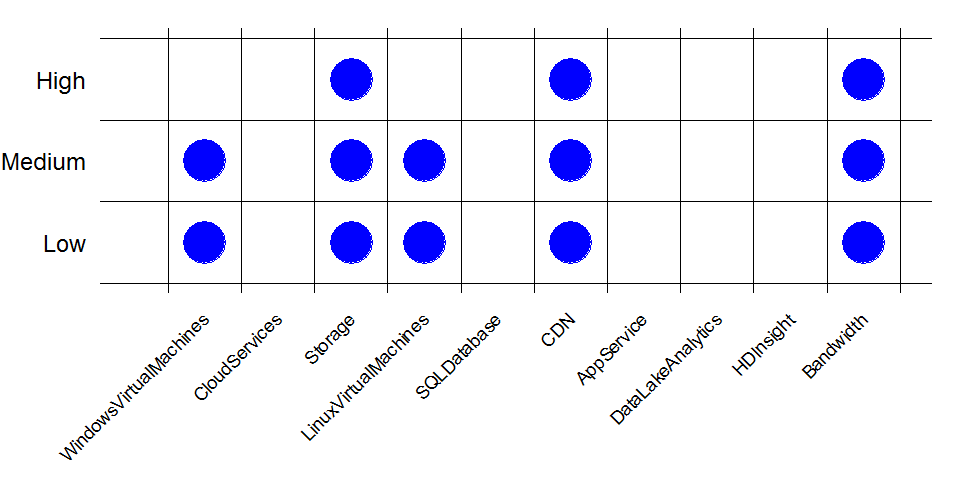 High
Medium
Low
WindowsVirtualMachines
CloudServices
Storage
LinuxVirtualMachines
SQLDatabase
CDN
AppService
DataLakeAnalytics
HDInsight
Bandwidth